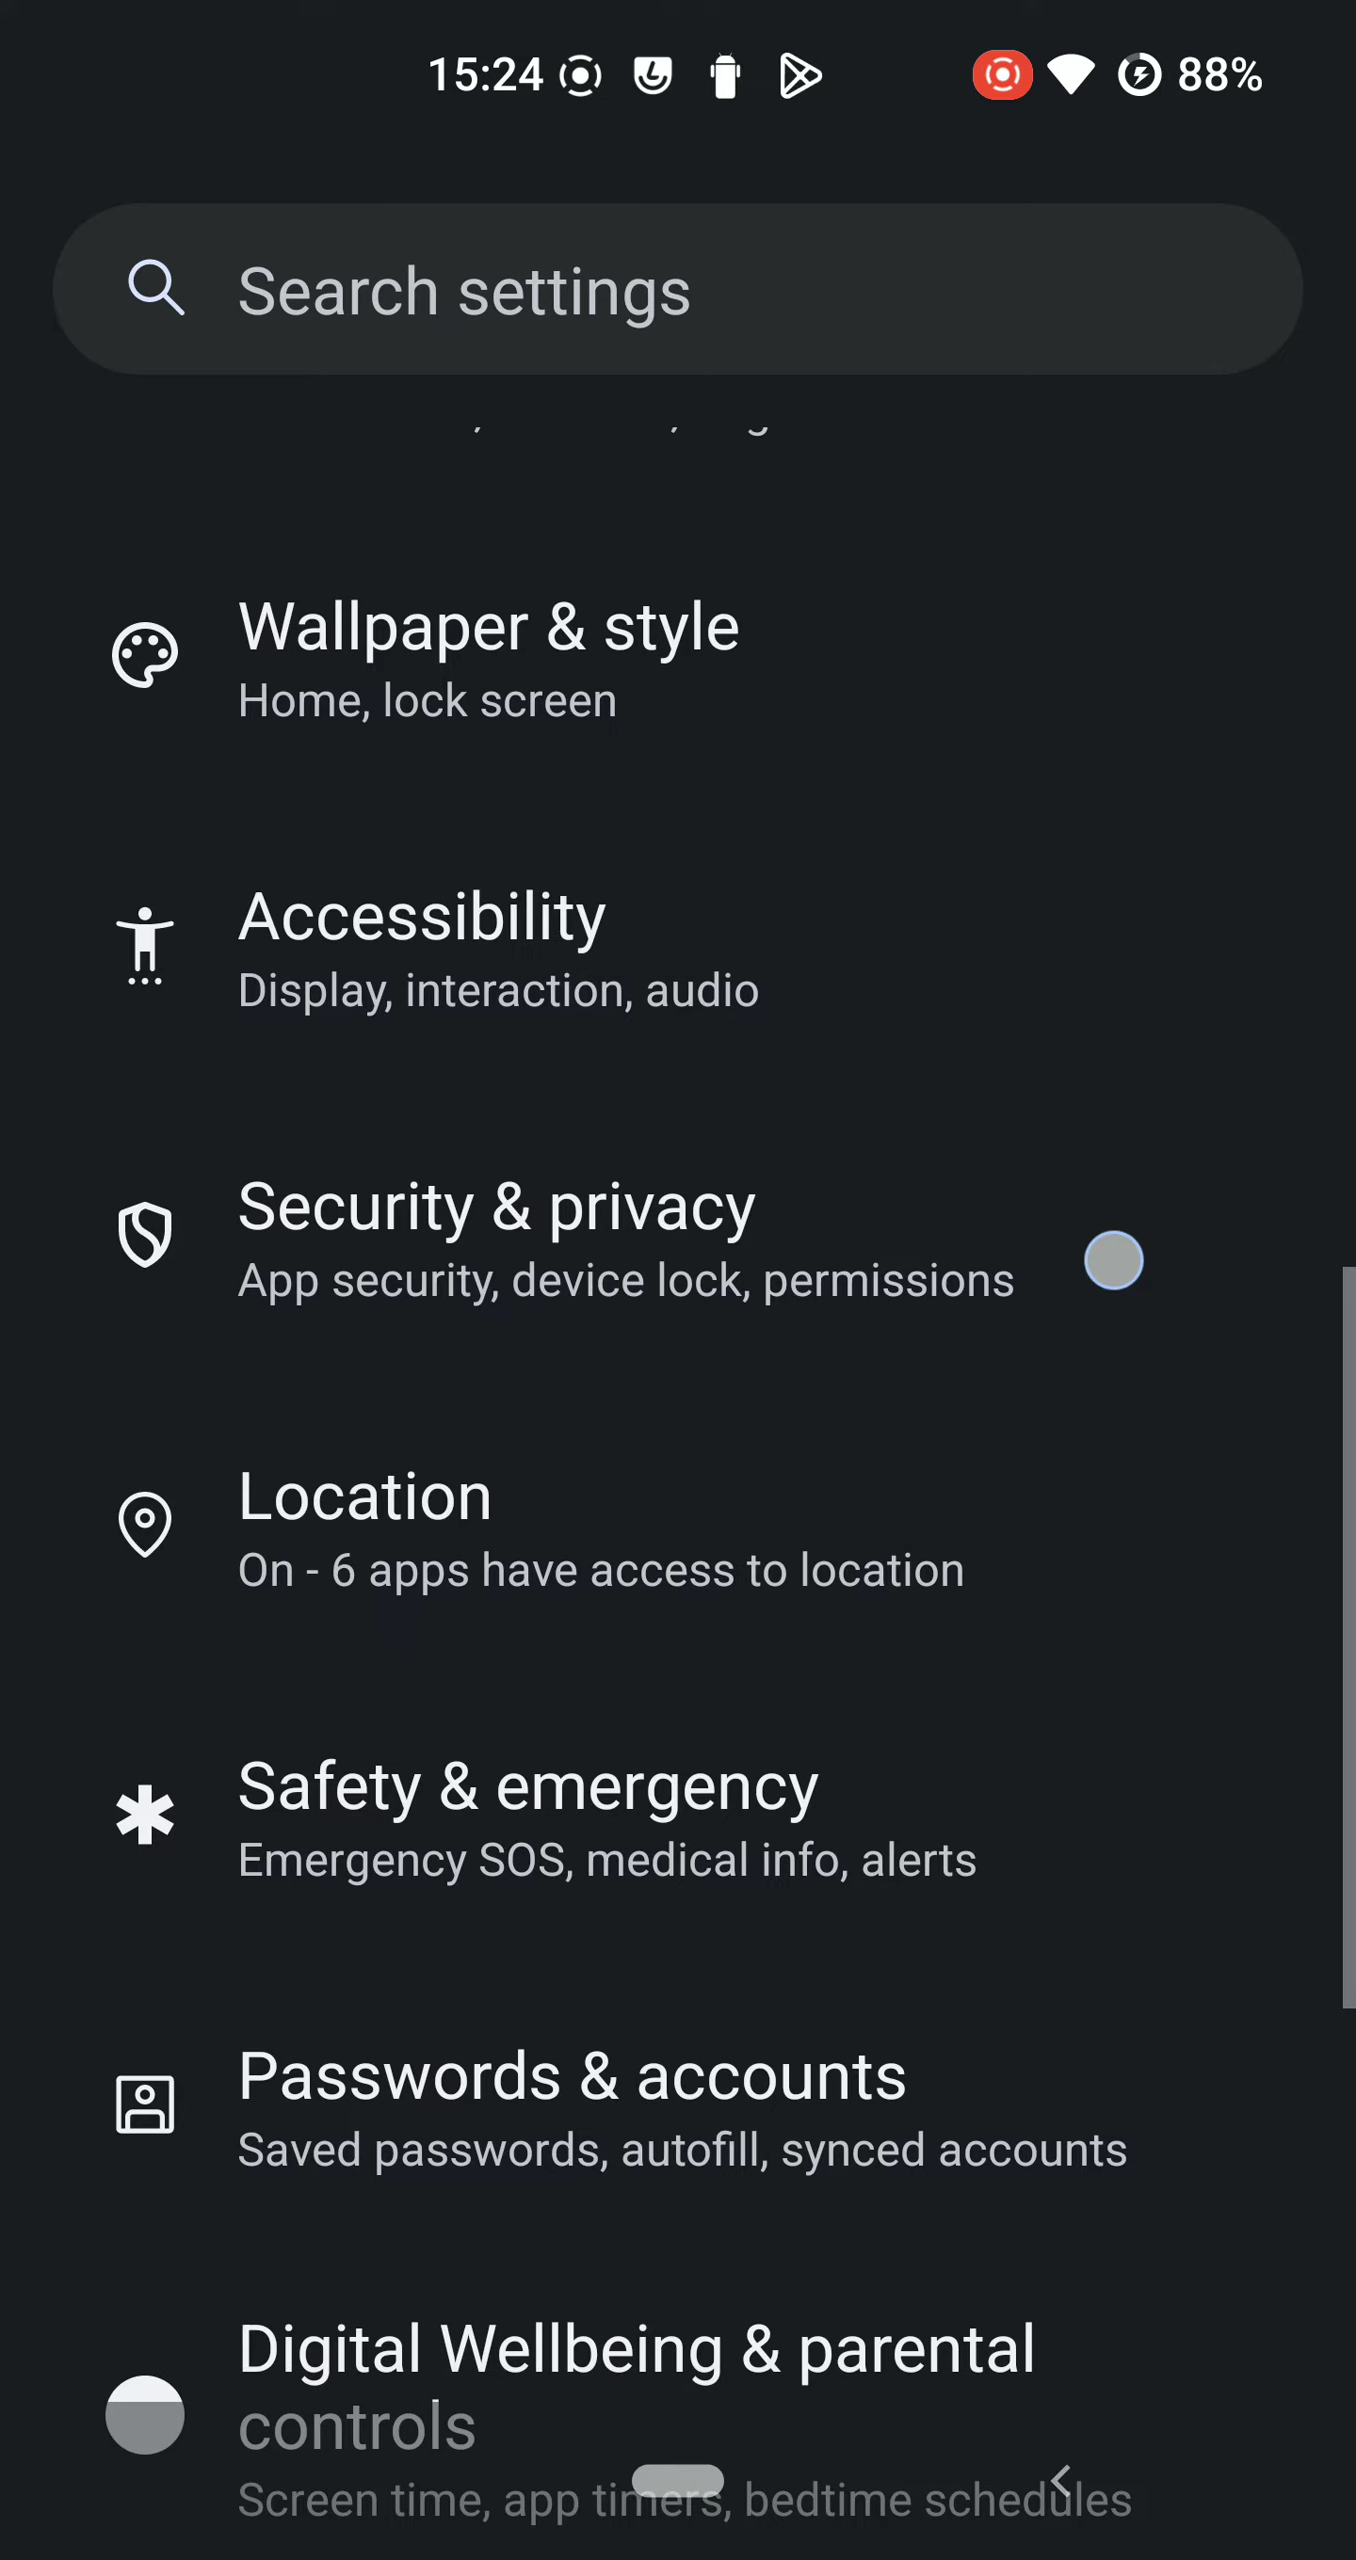 15:24
88%
Search settings
Wallpaper & style
Home, lock screen
Accessibility
Display, interaction, audio
Security & privacy
App security, device lock, permissions
Location
On - 6 apps have access to location
Safety & emergency
Emergency SOS, medical info, alerts
Passwords & accounts
Saved passwords, autofill, synced accounts
Digital Wellbeing & parental
controls
Screen time, app timers, bedtime schedules